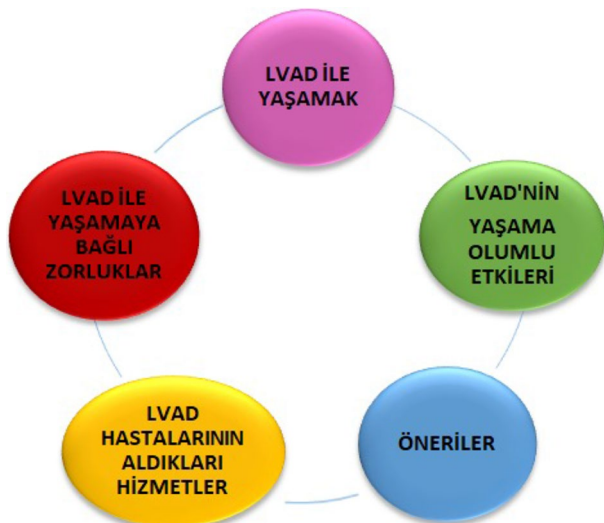 LVAD İLE
YAŞAMAK
LVAD'NİN
YAŞAMA
OLUMLU
ETKİLERİ
ÖNERİLER
LVAD
HASTALARININ
ALDIKLARI
HİZMETLER
LVAD İLE
YAŞAMAYA
BAĞLI
ZORLUKLAR